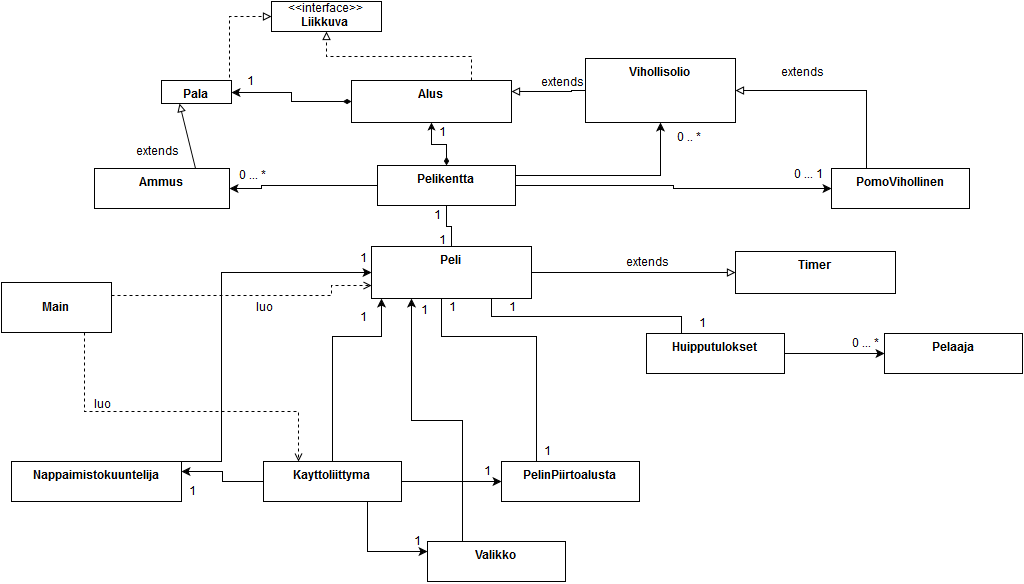 <<interface>>
Liikkuva
Pala
1
Alus
extends
Vihollisolio
extends
1
0 .. *
extends
Ammus
0 ... *
Pelikentta
0 ... 1
PomoVihollinen
1
1
Peli
1
extends
Timer
Main
luo
1
1
1
1
1
Huipputulokset
0 ... *
Pelaaja
luo
Nappaimistokuuntelija
1
Kayttoliittyma
1
1
PelinPiirtoalusta
1
Valikko